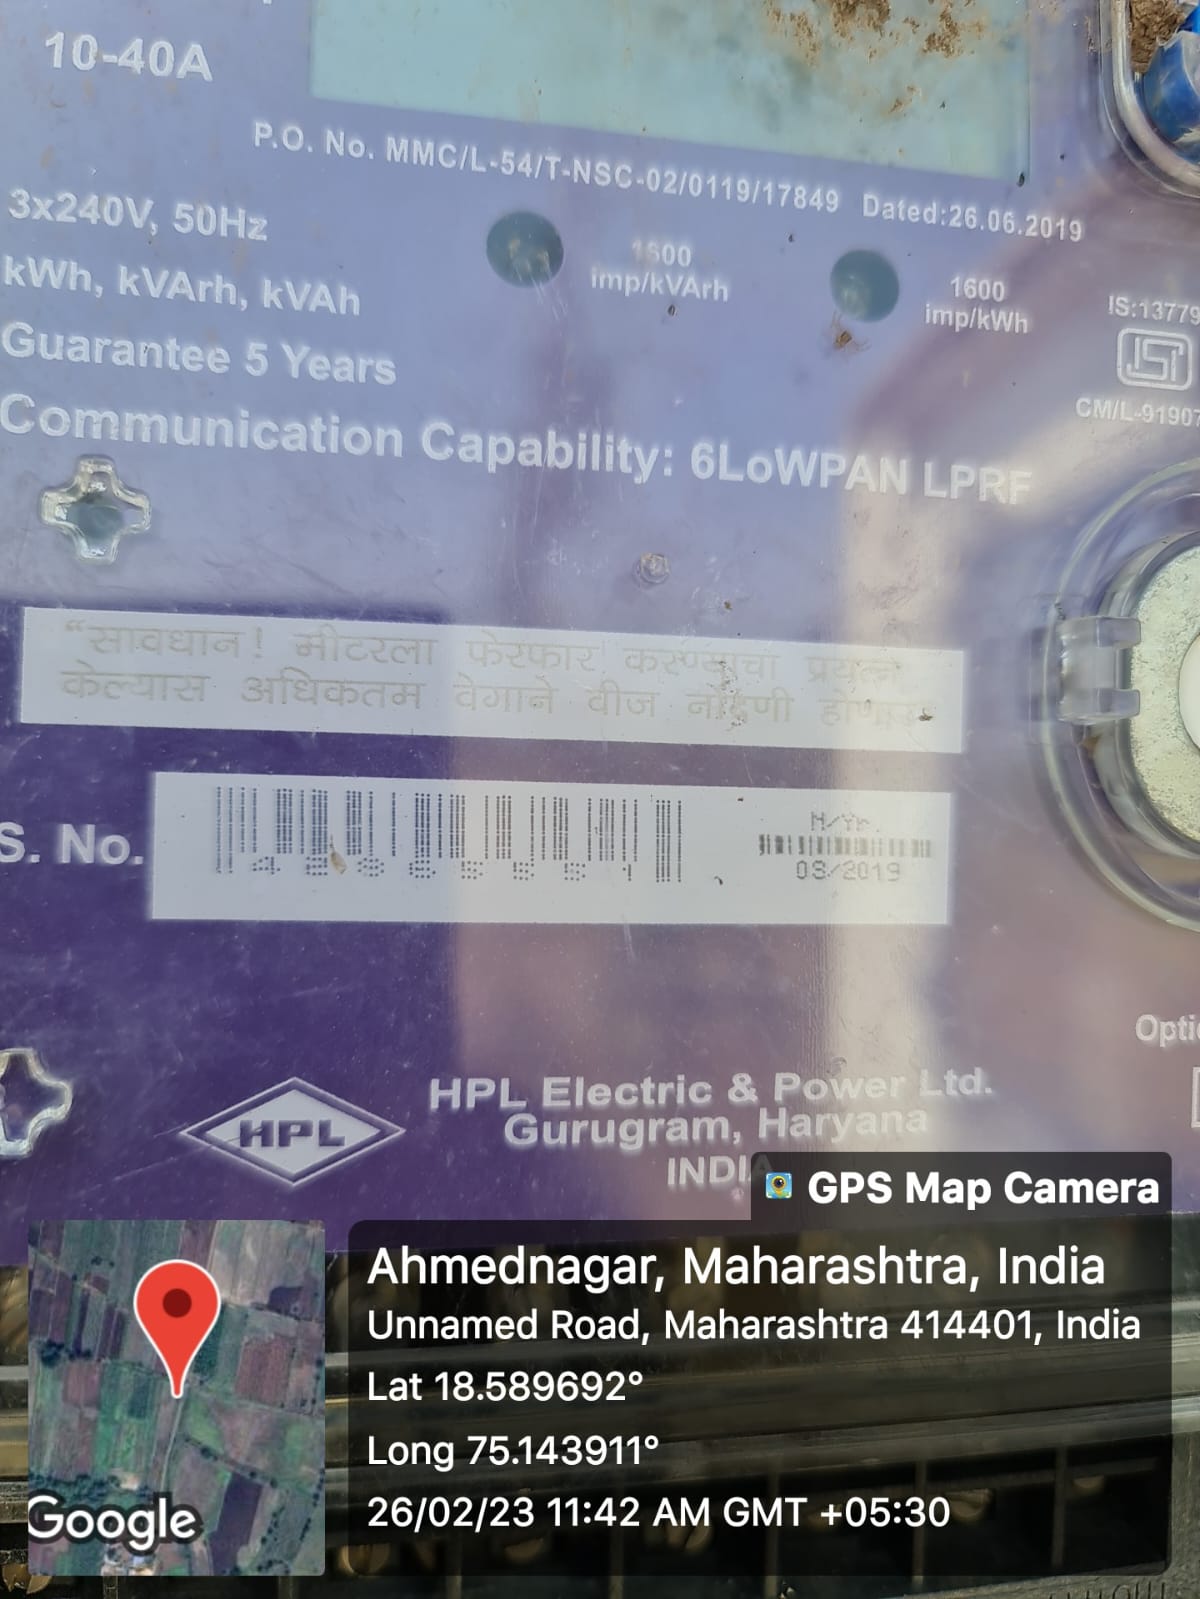 10-40A
P.O. No. MMC/L-54/T-NSC-02/0119/17849 Dated:26.06.2019
3x240V, 50Hz
1600
imp/kVArh
1600
imp/kWh
kWh, kVArh, kVAh
IS:13779
Guarantee 5 Years
CM/L-91907
Communication Capability: 6LoWPAN LPRF
“सावधान! मीटरला फेरफार करण्याचा प्रयत्न
केल्यास अधिकतम वेगाने वीज नोंदणी होणार
S. No.
M/Yr.
08/2019
Opti
HPL
HPL Electric & Power Ltd.
Gurugram, Haryana
INDIA
GPS Map Camera
Ahmednagar, Maharashtra, India
Unnamed Road, Maharashtra 414401, India
Lat 18.589692°
Long 75.143911°
26/02/23 11:42 AM GMT +05:30
Google